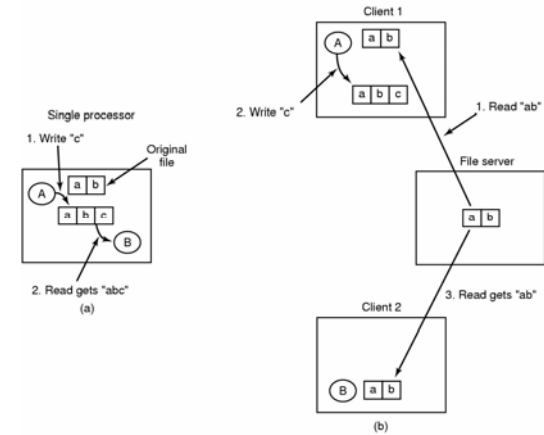 Single processor
1. Write "c"
Original
file
A
a b
a b c
B
2. Read gets "abc"
(a)
Client 1
A
a b
2. Write "c"
a b c
1. Read "ab"
File server
a b
3. Read gets "ab"
Client 2
B
a b
(b)